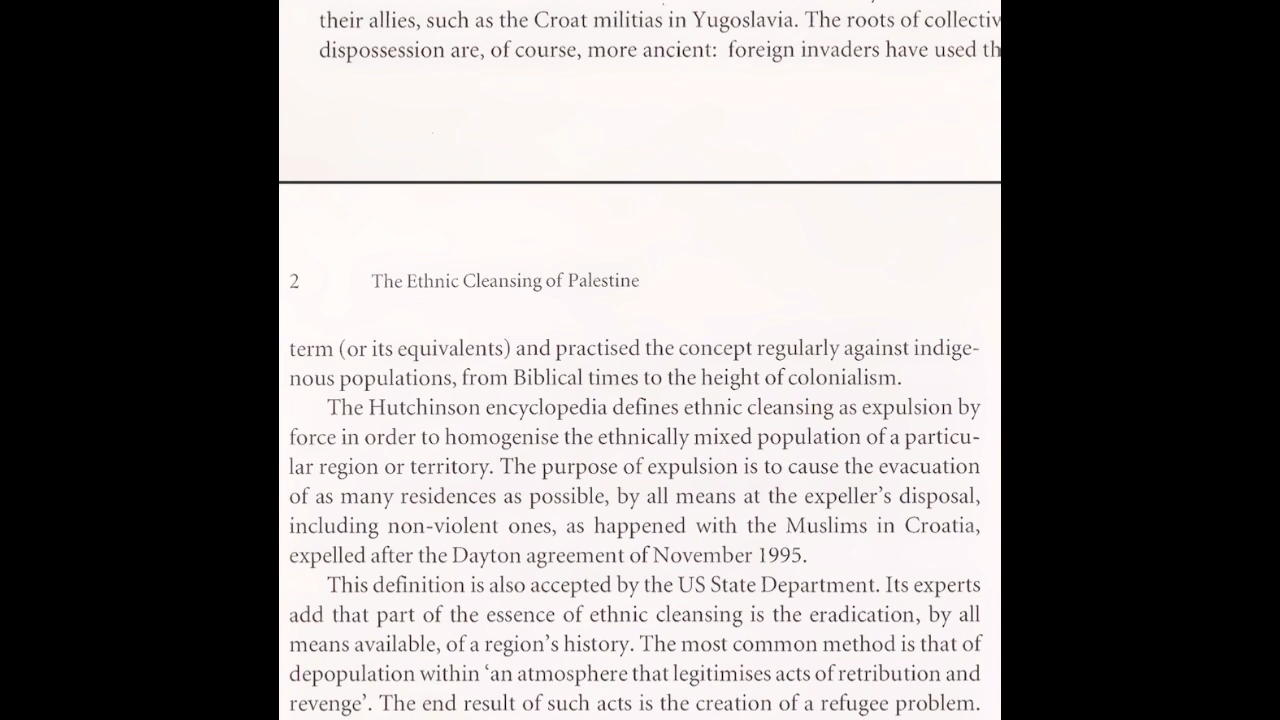 their allies, such as the Croat militias in Yugoslavia. The roots of collectiv
dispossession are, of course, more ancient: foreign invaders have used th
2 The Ethnic Cleansing of Palestine
term (or its equivalents) and practised the concept regularly against indige-
nous populations, from Biblical times to the height of colonialism.
The Hutchinson encyclopedia defines ethnic cleansing as expulsion by
force in order to homogenise the ethnically mixed population of a particu-
lar region or territory. The purpose of expulsion is to cause the evacuation
of as many residences as possible, by all means at the expeller's disposal,
including non-violent ones, as happened with the Muslims in Croatia,
expelled after the Dayton agreement of November 1995.
This definition is also accepted by the US State Department. Its experts
add that part of the essence of ethnic cleansing is the eradication, by all
means available, of a region's history. The most common method is that of
depopulation within ‘an atmosphere that legitimises acts of retribution and
revenge’. The end result of such acts is the creation of a refugee problem.